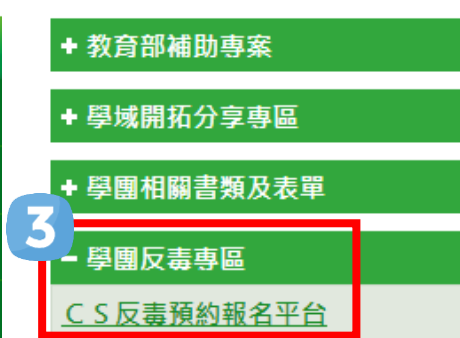 + 教育部補助專案
+ 學域開拓分享專區
+ 學團相關書類及表單
3
- 學團反毒專區
ＣＳ反毒預約報名平台